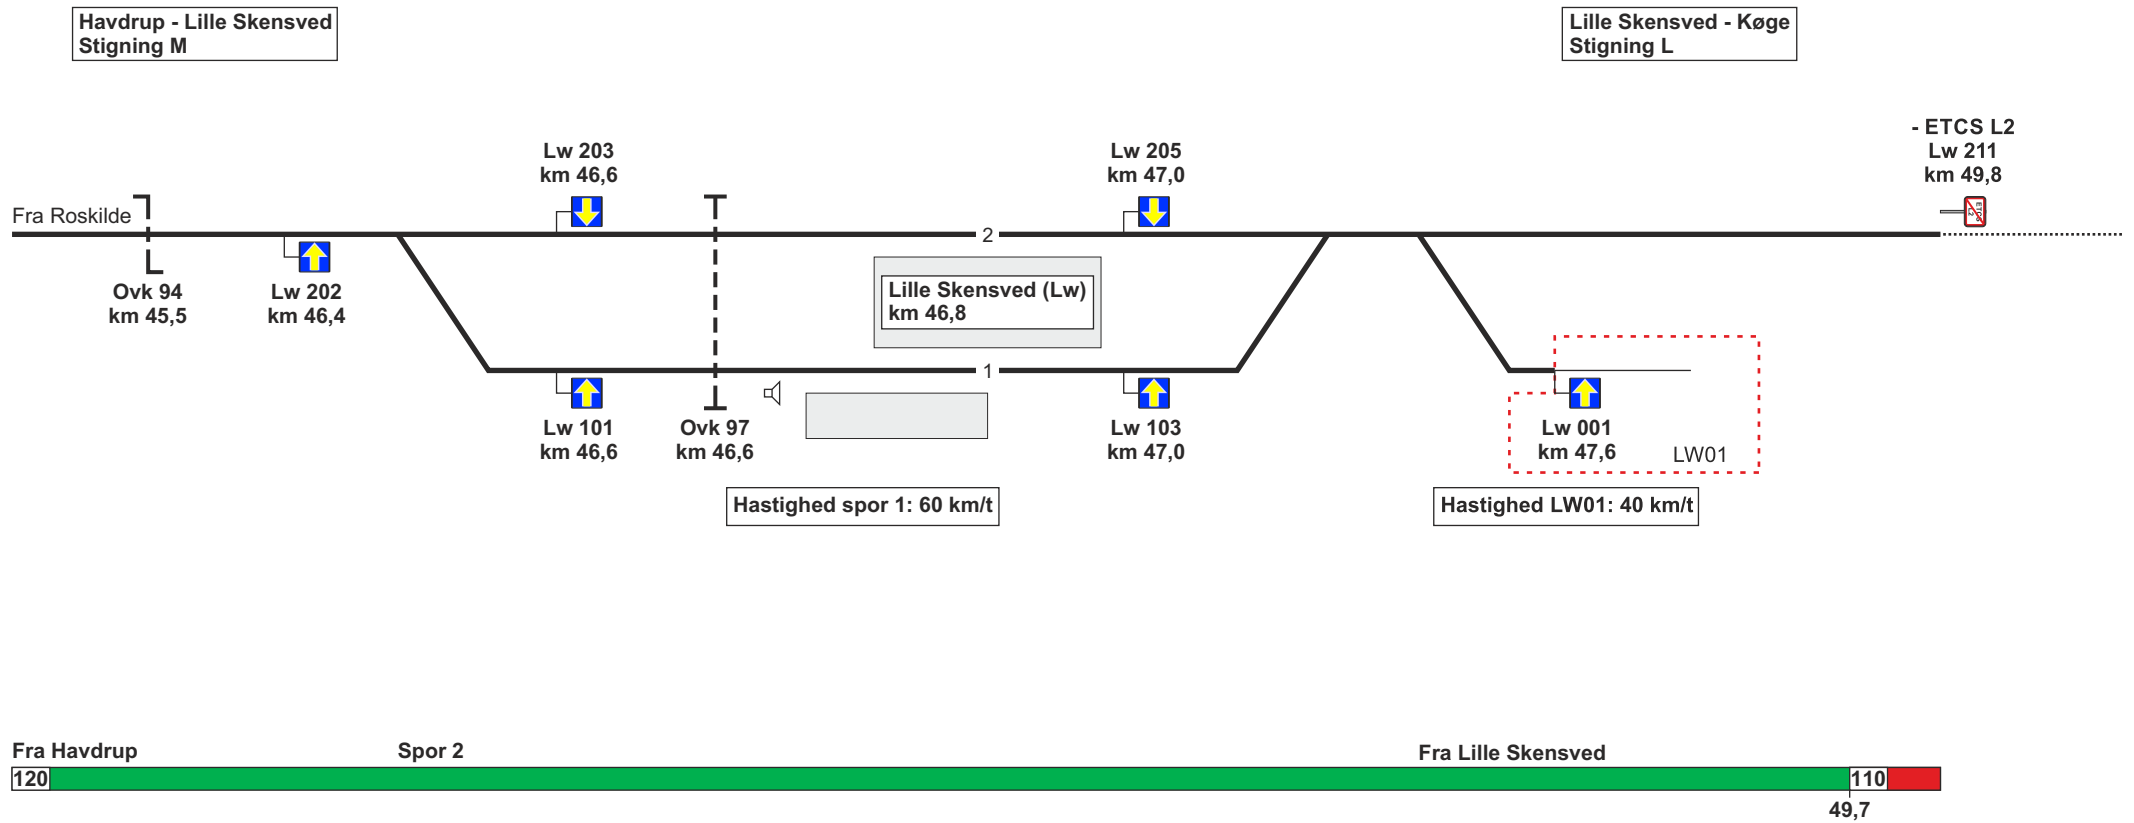 Havdrup - Lille Skensved
Stigning M
Lille Skensved - Køge
Stigning L
- ETCS L2
Lw 211
km 49,8
ETCS
L2
Lw 203
km 46,6
Lw 205
km 47,0
Fra Roskilde
2
Ovk 94
km 45,5
Lw 202
km 46,4
Lille Skensved (Lw)
km 46,8
1
Lw 101
km 46,6
Ovk 97
km 46,6
Lw 103
km 47,0
Lw 001
km 47,6
LW01
Hastighed spor 1: 60 km/t
Hastighed LW01: 40 km/t
Fra Havdrup
Spor 2
Fra Lille Skensved
120
110
49,7